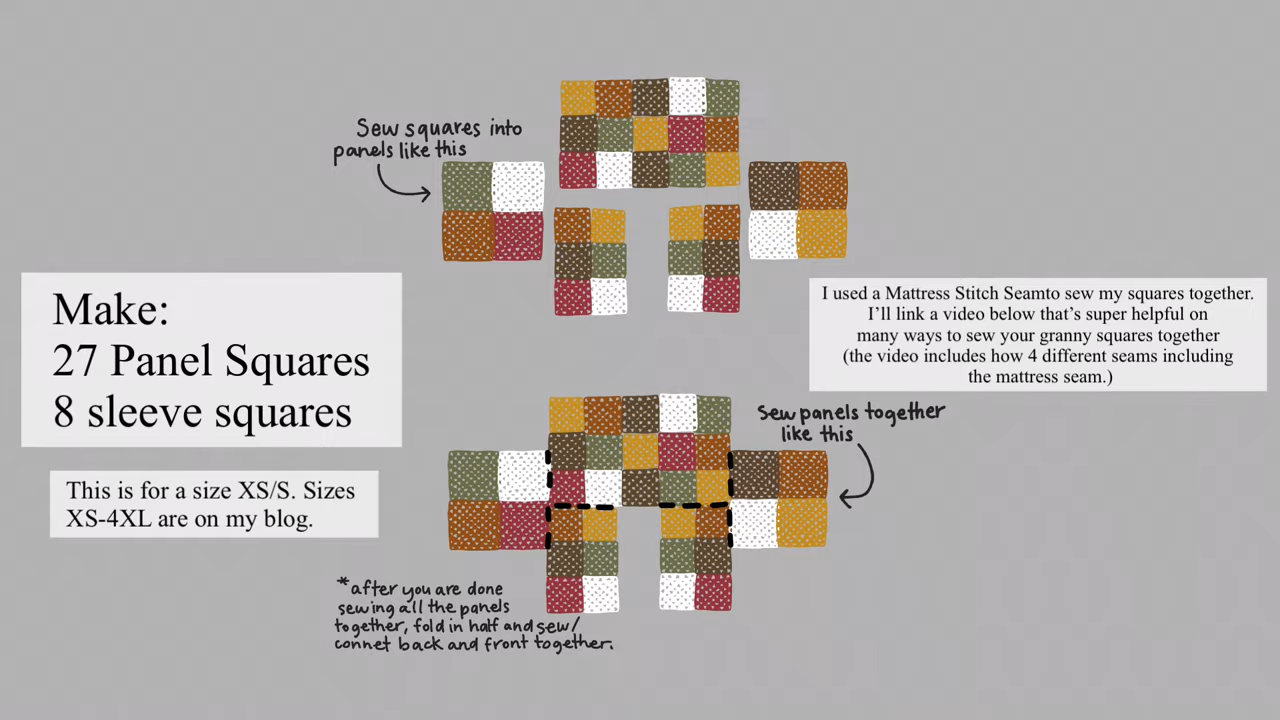 Sew squares into
panels like this
Make:
27 Panel Squares
8 sleeve squares
This is for a size XS/S. Sizes
XS-4XL are on my blog.
I used a Mattress Stitch Seamto sew my squares together.
I'll link a video below that's super helpful on
many ways to sew your granny squares together
(the video includes how 4 different seams including
the mattress seam.)
Sew panels together
like this
*after you are done
sewing all the panels
together, fold in half and sew/
connet back and front together.